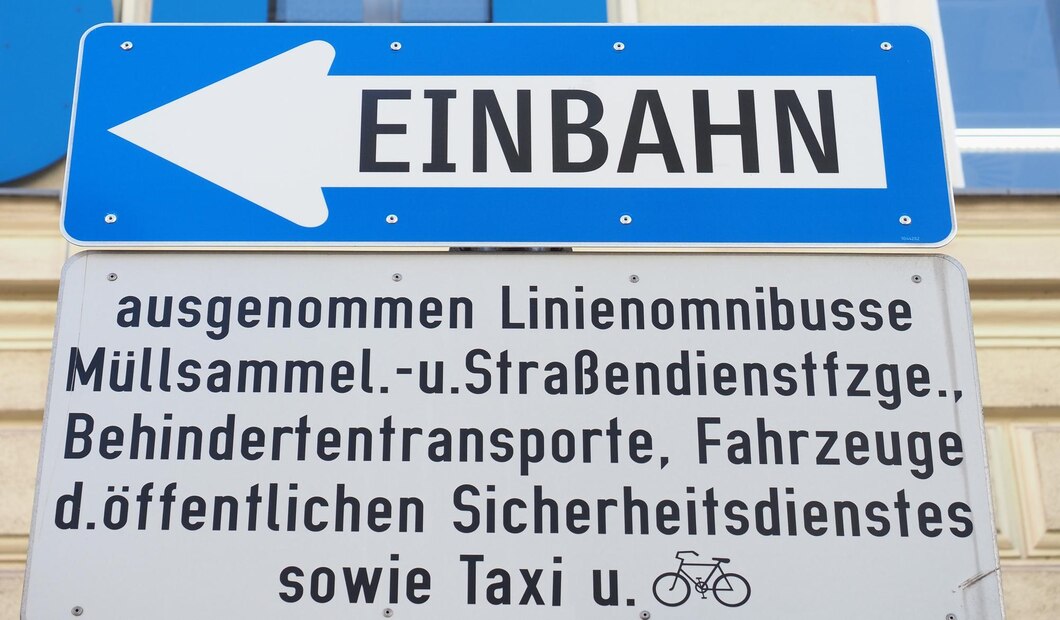 EINBAHN
ausgenommen Linienomnibusse
Müllsammel.-u.Straßendienstfzge.,
Behindertentransporte, Fahrzeuge
d.öffentlichen Sicherheitsdienstes
sowie Taxi u.